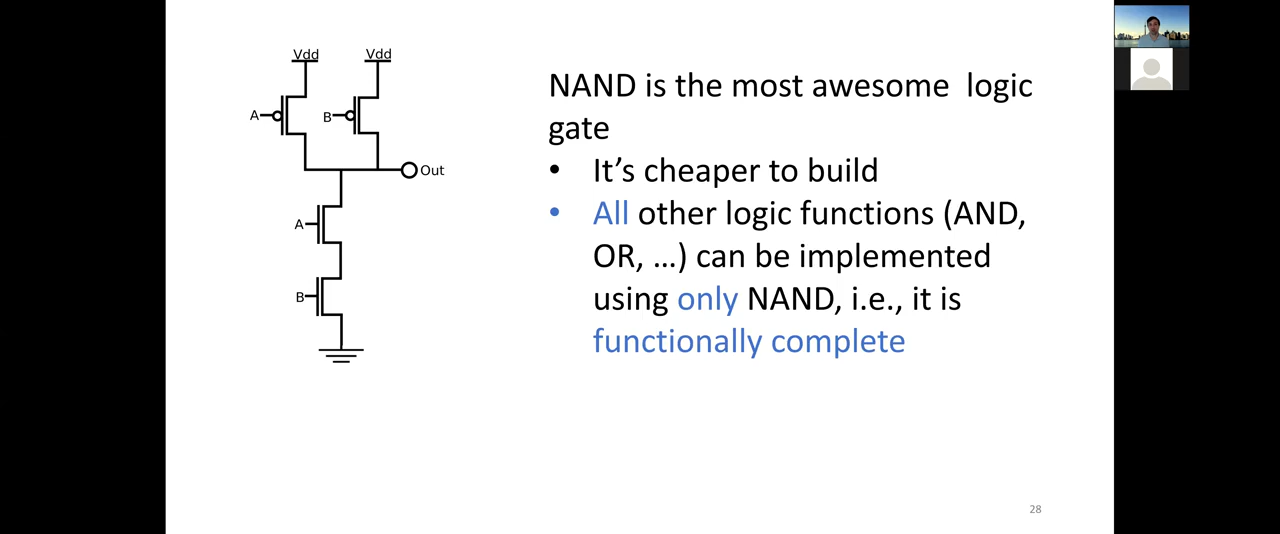 Vdd Vdd
A B
Out
A
B
NAND is the most awesome logic
gate
• It’s cheaper to build
• All other logic functions (AND,
OR, …) can be implemented
using only NAND, i.e., it is
functionally complete
28